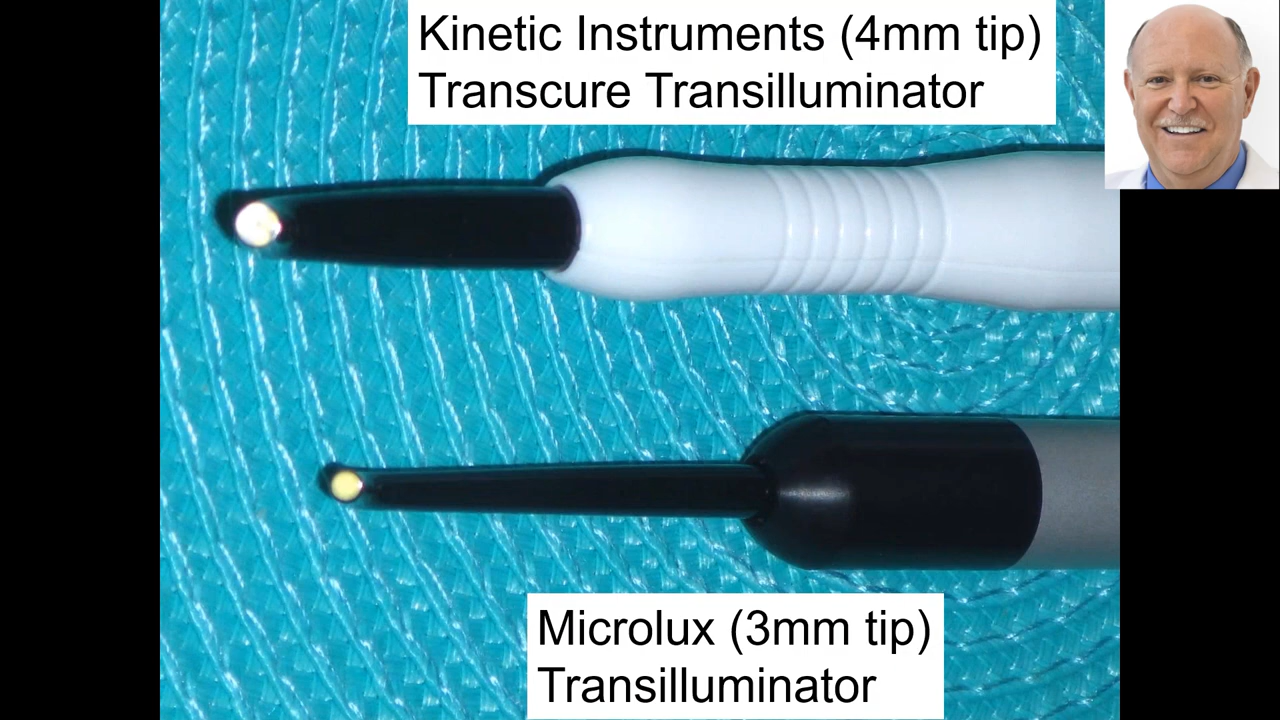 Kinetic Instruments (4mm tip)
Transcure Transilluminator
Microlux (3mm tip)
Transilluminator